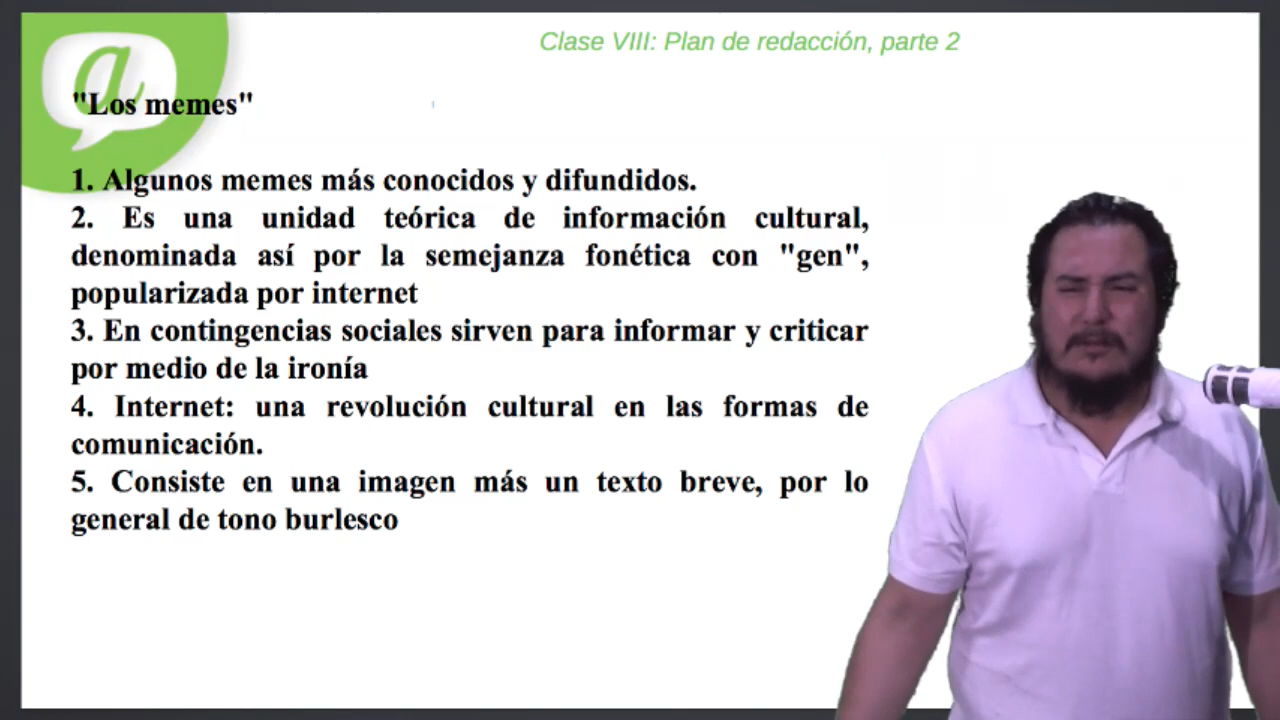 Clase VIII: Plan de redacción, parte 2
a
"Los memes"
1. Algunos memes más conocidos y difundidos.
2. Es una unidad teórica de información cultural,
denominada así por la semejanza fonética con "gen",
popularizada por internet
3. En contingencias sociales sirven para informar y criticar
por medio de la ironía
4. Internet: una revolución cultural en las formas de
comunicación.
5. Consiste en una imagen más un texto breve, por lo
general de tono burlesco